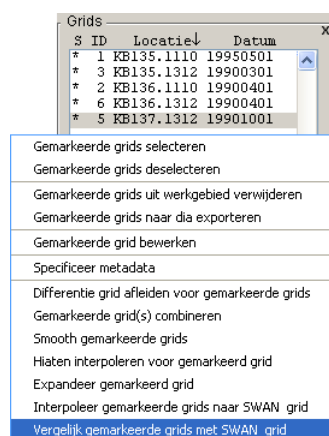 Grids
x
S ID Locatie↓ Datum
* 1 KB135.1110 19950501
* 3 KB135.1312 19900301
* 2 KB136.1110 19900401
* 6 KB136.1312 19900401
* 5 KB137.1312 19901001
Gemarkeerde grids selecteren
Gemarkeerde grids deselecteren
Gemarkeerde grids uit werkgebied verwijderen
Gemarkeerde grids naar dia exporteren
Gemarkeerde grid bewerken
Specificeer metadata
Differentie grid afleiden voor gemarkeerde grids
Gemarkeerde grid(s) combineren
Smooth gemarkeerde grids
Hiaten interpoleren voor gemarkeerd grid
Expandeer gemarkeerd grid
Interpoleer gemarkeerde grids naar SWAN grid
Vergelijk gemarkeerde grids met SWAN grid